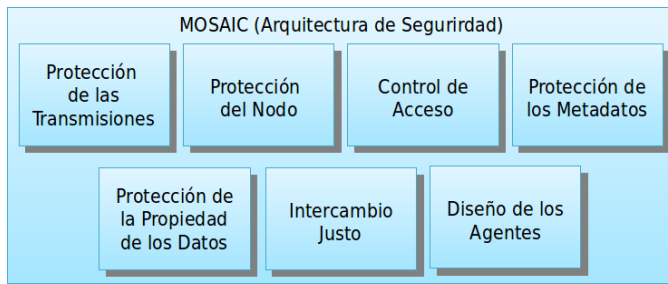 MOSAIC (Arquitectura de Segurirdad)
Protección
de las
Transmisiones
Protección
del Nodo
Control de
Acceso
Protección de
los Metadatos
Protección de
la Propiedad
de los Datos
Intercambio
Justo
Diseño de los
Agentes